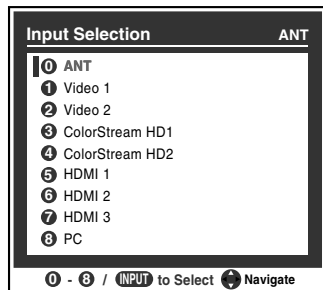 Input Selection ANT
0 ANT
1 Video 1
2 Video 2
3 ColorStream HD1
4 ColorStream HD2
5 HDMI 1
6 HDMI 2
7 HDMI 3
8 PC
0 - 8 / INPUT to Select Navigate